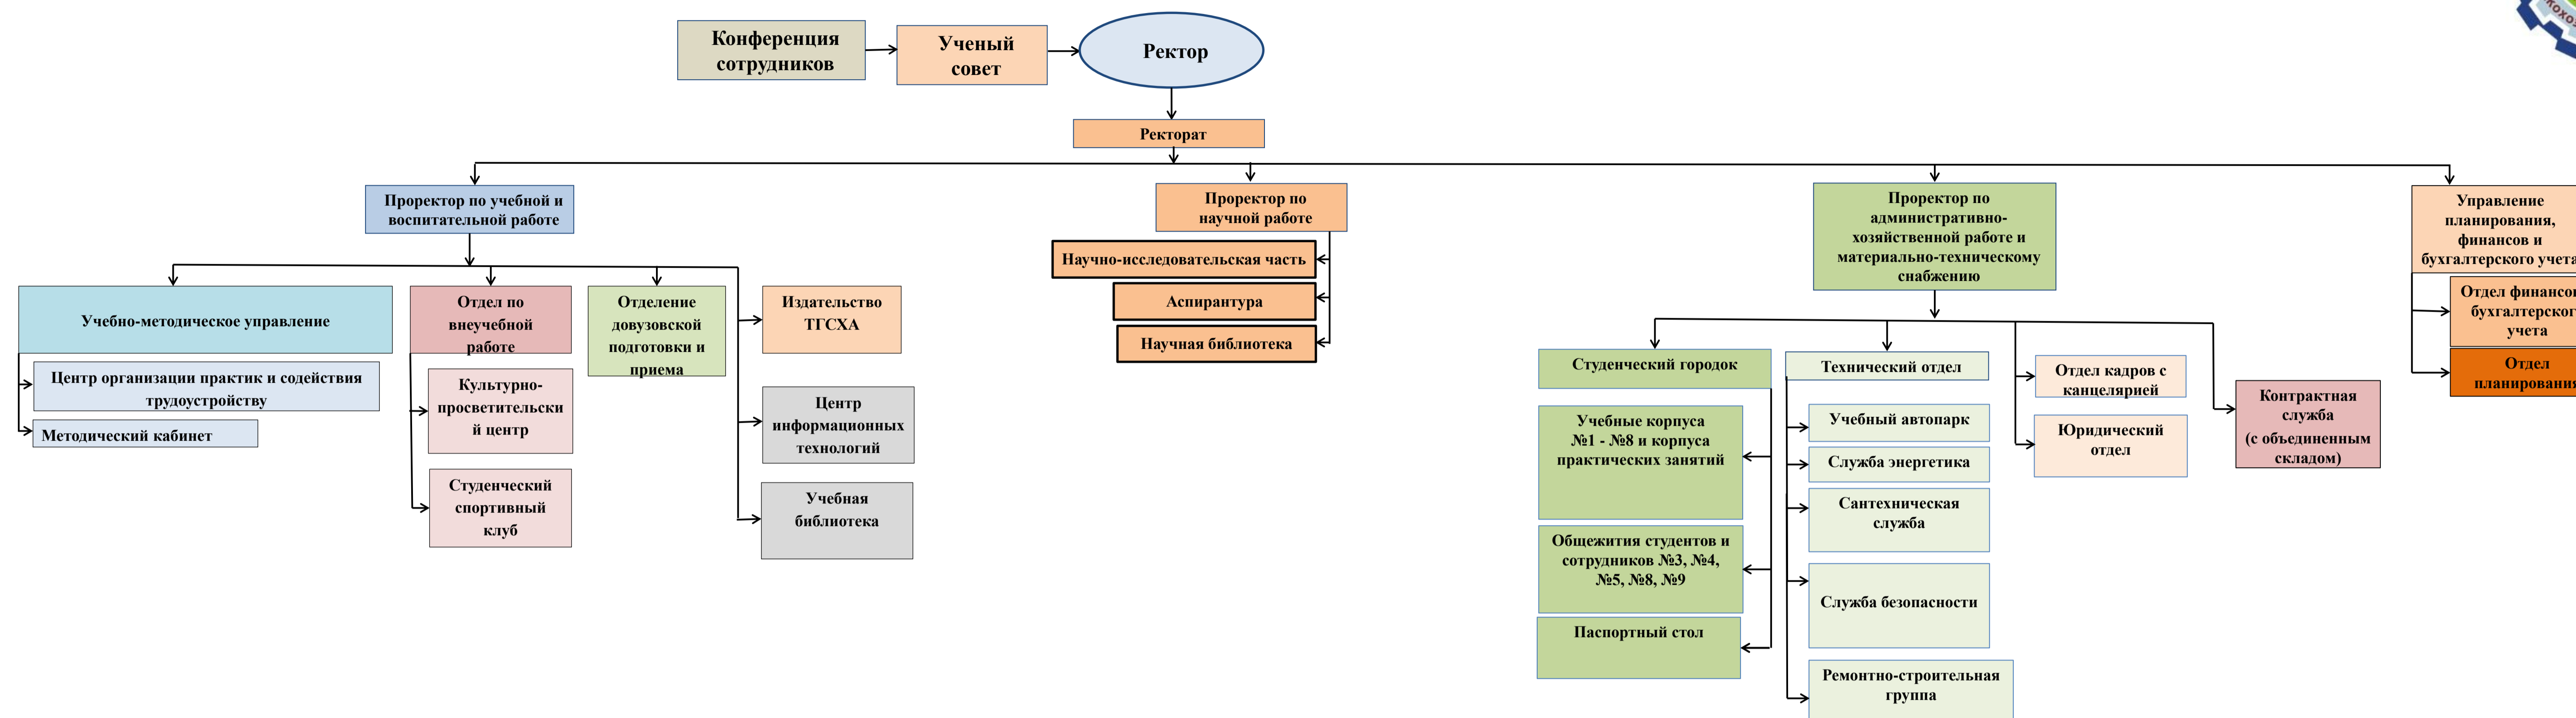 Конференция
сотрудников
Ученый
совет
Ректор
Ректорат
Проректор по учебной и
воспитательной работе
Проректор по
научной работе
Проректор по
административно-
хозяйственной работе и
материально-техническому
снабжению
Управление
планирования,
финансов и
бухгалтерского учета
Учебно-методическое управление
Центр организации практик и содействия
трудоустройству
Методический кабинет
Отдел по
внеучебной
работе
Культурно-
просветительски
й центр
Студенческий
спортивный
клуб
Отделение
довузовской
подготовки и
приема
Издательство
ТГСХА
Центр
информационных
технологий
Учебная
библиотека
Научно-исследовательская часть
Аспирантура
Научная библиотека
Студенческий городок
Учебные корпуса
№1 - №8 и корпуса
практических занятий
Общежития студентов и
сотрудников №3, №4,
№5, №8, №9
Паспортный стол
Технический отдел
Учебный автопарк
Служба энергетика
Сантехническая
служба
Служба безопасности
Ремонтно-строительная
группа
Отдел кадров с
канцелярией
Юридический
отдел
Контрактная
служба
(с объединенным
складом)
Отдел
учета
Отдел
планирования